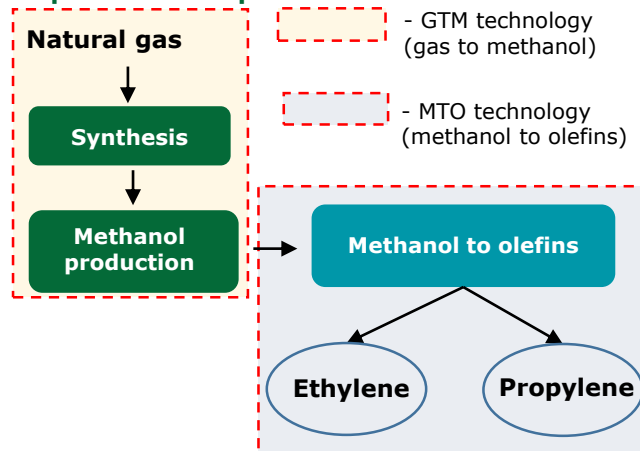 Natural gas
- GTM technology
(gas to methanol)
- MTO technology
(methanol to olefins)
Synthesis
Methanol
production
Methanol to olefins
Ethylene
Propylene